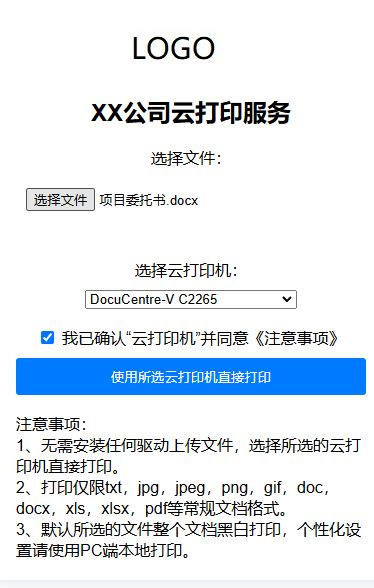 LOGO
XX公司云打印服务
选择文件：
选择文件 项目委托书.docx
选择云打印机：
DocuCentre-V C2265
我已确认“云打印机”并同意《注意事项》
使用所选云打印机直接打印
注意事项：
1、无需安装任何驱动上传文件，选择所选的云打
印机直接打印。
2、打印仅限txt，jpg，jpeg，png，gif，doc，
docx，xls，xlsx，pdf等常规文档格式。
3、默认所选的文件整个文档黑白打印，个性化设
置请使用PC端本地打印。